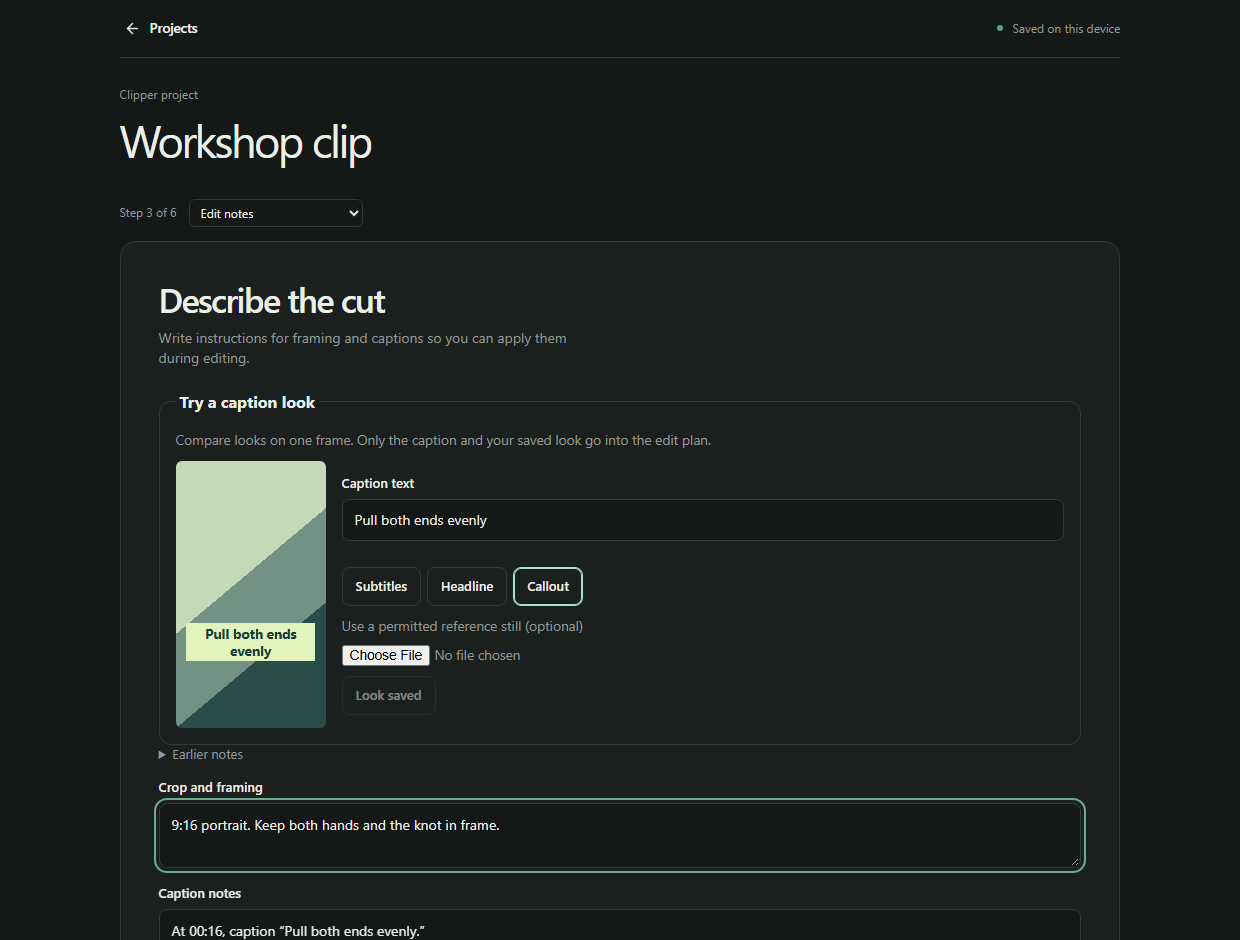 Projects
Saved on this device
Clipper project
Workshop clip
Step 3 of 6
Edit notes
Describe the cut
Write instructions for framing and captions so you can apply them
during editing.
Try a caption look
Compare looks on one frame. Only the caption and your saved look go into the edit plan.
Pull both ends
evenly
Caption text
Pull both ends evenly
Subtitles
Headline
Callout
Use a permitted reference still (optional)
Choose File No file chosen
Look saved
Earlier notes
Crop and framing
9:16 portrait. Keep both hands and the knot in frame.
Caption notes
At 00:16, caption “Pull both ends evenly.”